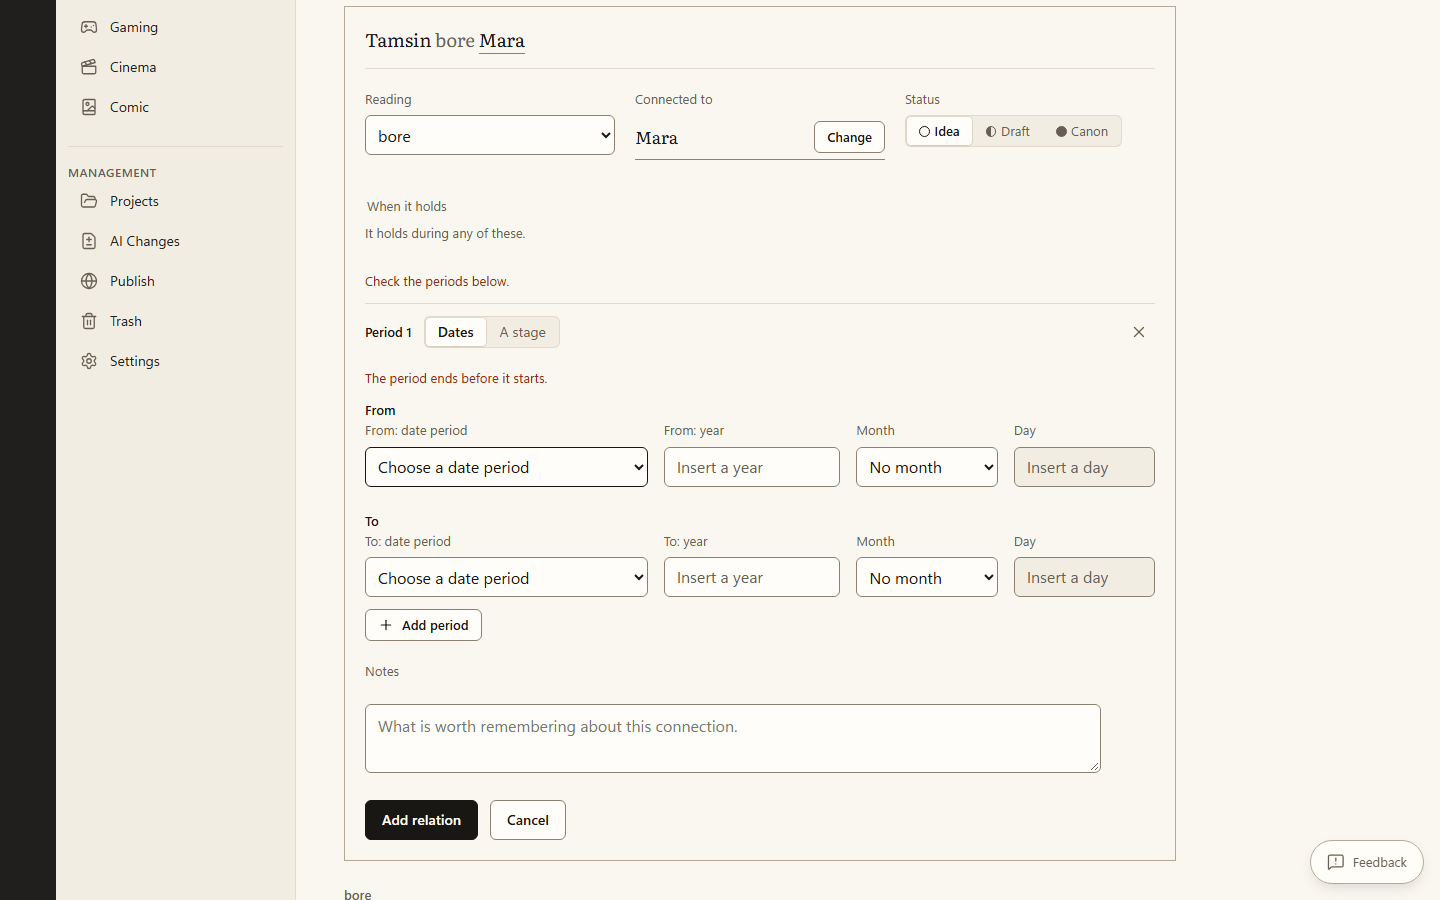 Gaming
Cinema
Comic
MANAGEMENT
Projects
AI Changes
Publish
Trash
Settings
Tamsin bore Mara
Reading
Connected to
Status
bore
Mara
Change
Idea
Draft
Canon
When it holds
It holds during any of these.
Check the periods below.
Period 1
Dates
A stage
The period ends before it starts.
From
From: date period
From: year
Month
Day
Choose a date period
Insert a year
No month
Insert a day
To
To: date period
To: year
Month
Day
Choose a date period
Insert a year
No month
Insert a day
Add period
Notes
What is worth remembering about this connection.
Add relation
Cancel
Feedback
bore